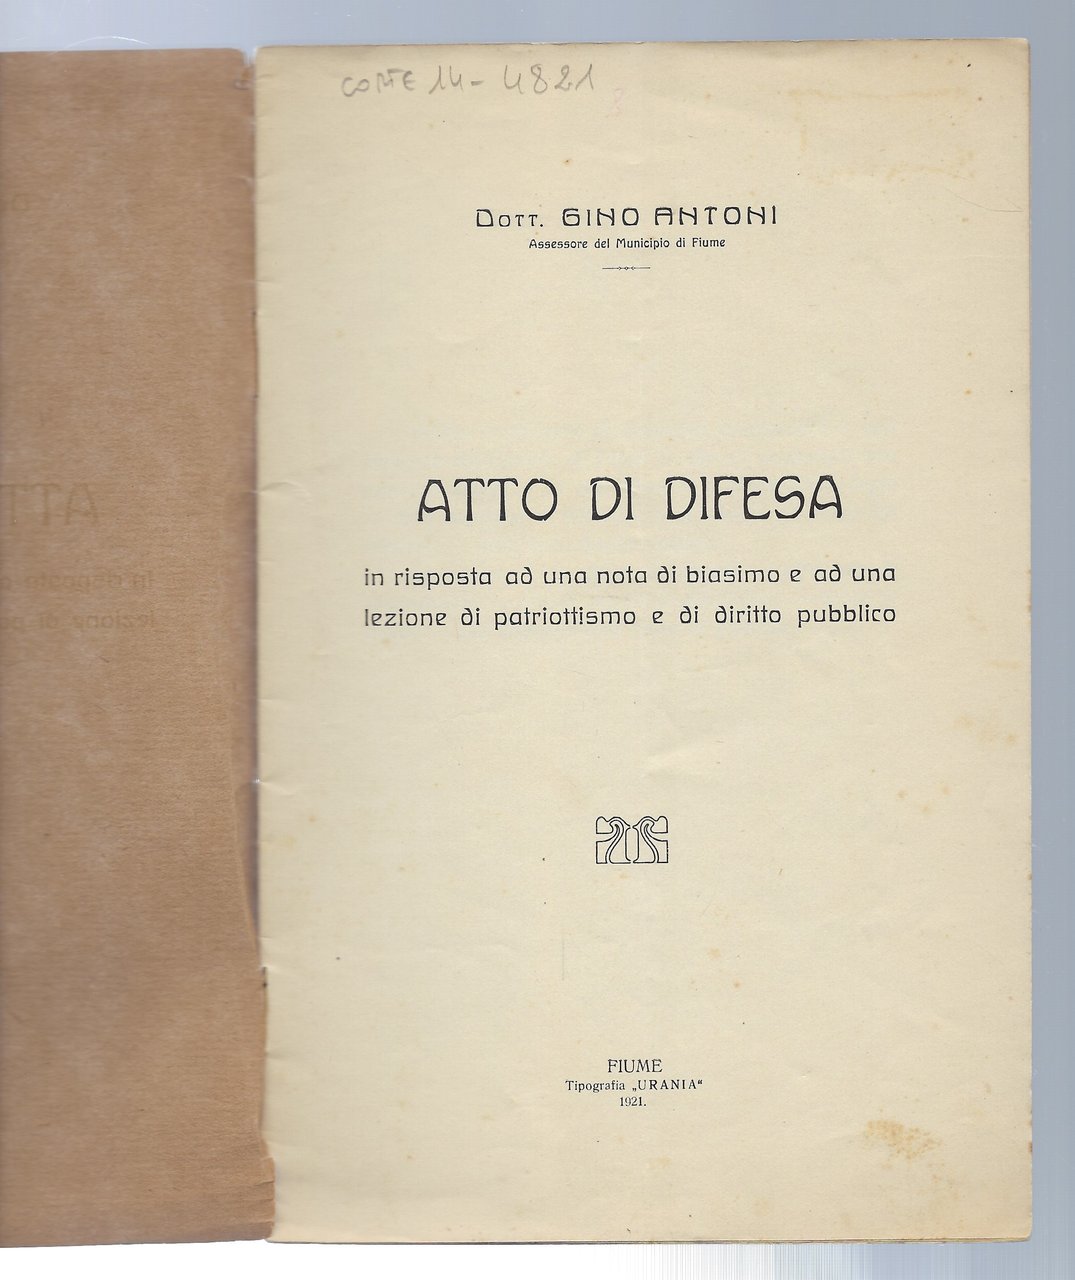 CORTE 14 - 4821
Dott. GINO ANTONI
Assessore del Municipio di Fiume
ATTO DI DIFESA
in risposta ad una nota di biasimo e ad una
lezione di patriottismo e di diritto pubblico
FIUME
Tipografia „URANIA“
1921.